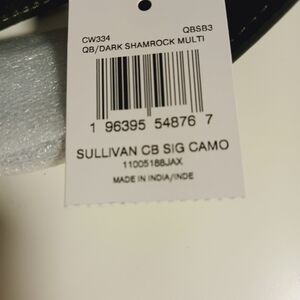 CW334 QBSB3
QB/DARK SHAMROCK MULTI
1 96395 54876 7
SULLIVAN CB SIG CAMO
11005188JAX
MADE IN INDIA/INDE